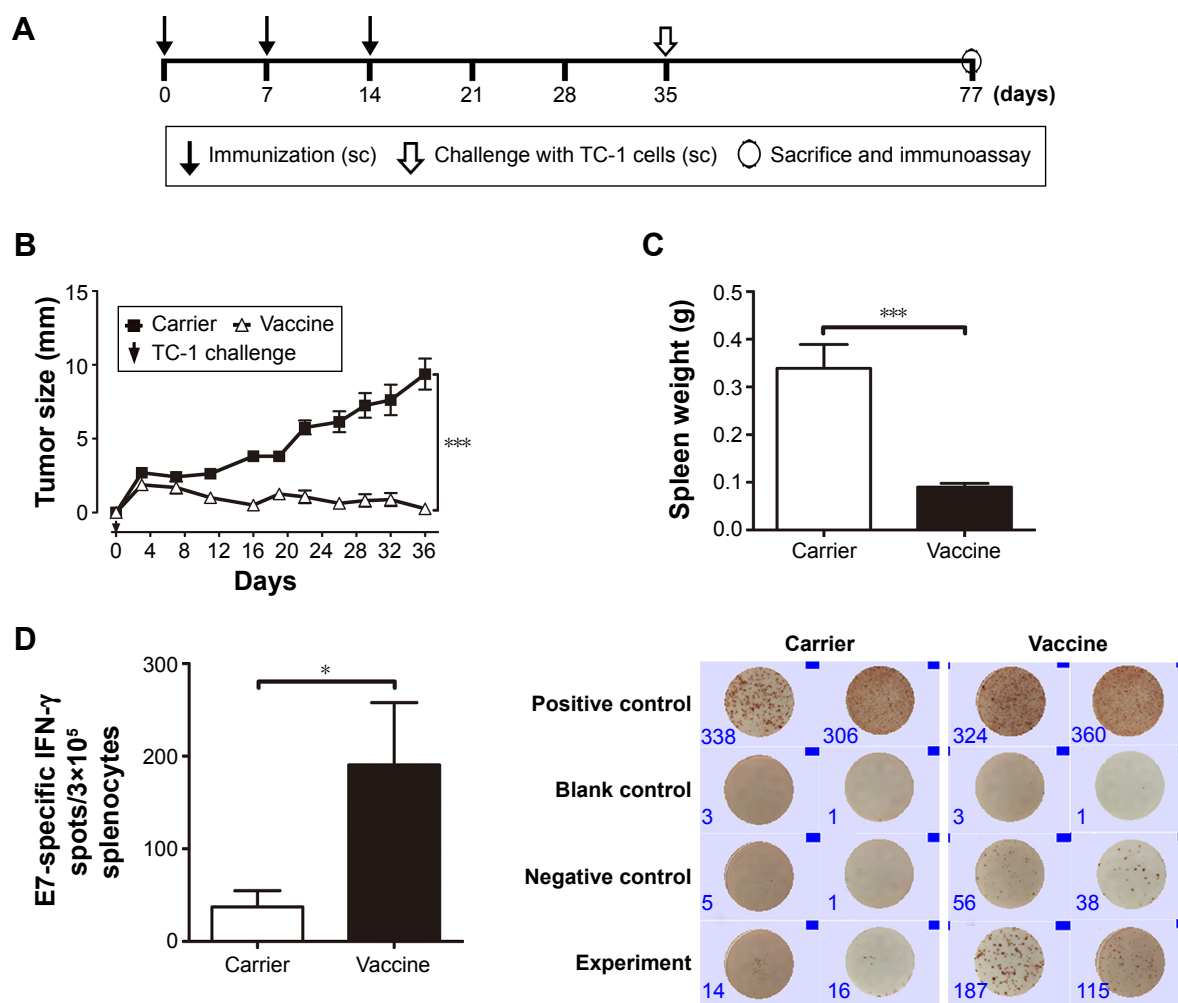 A
0 7 14 21 28 35 77 (days)
Immunization (sc) Challenge with TC-1 cells (sc) Sacrifice and immunoassay
B
Tumor size (mm)
15
10
5
0
Carrier Vaccine
TC-1 challenge
***
0 4 8 12 16 20 24 28 32 36
Days
C
Spleen weight (g)
0.5
0.4
0.3
0.2
0.1
0.0
***
Carrier Vaccine
D
E7-specific IFN-γ
spots/3×10⁵
splenocytes
300
200
100
0
*
Carrier Vaccine
Carrier Vaccine
Positive control 338 306 324 360
Blank control 3 1 3 1
Negative control 5 1 56 38
Experiment 14 16 187 115